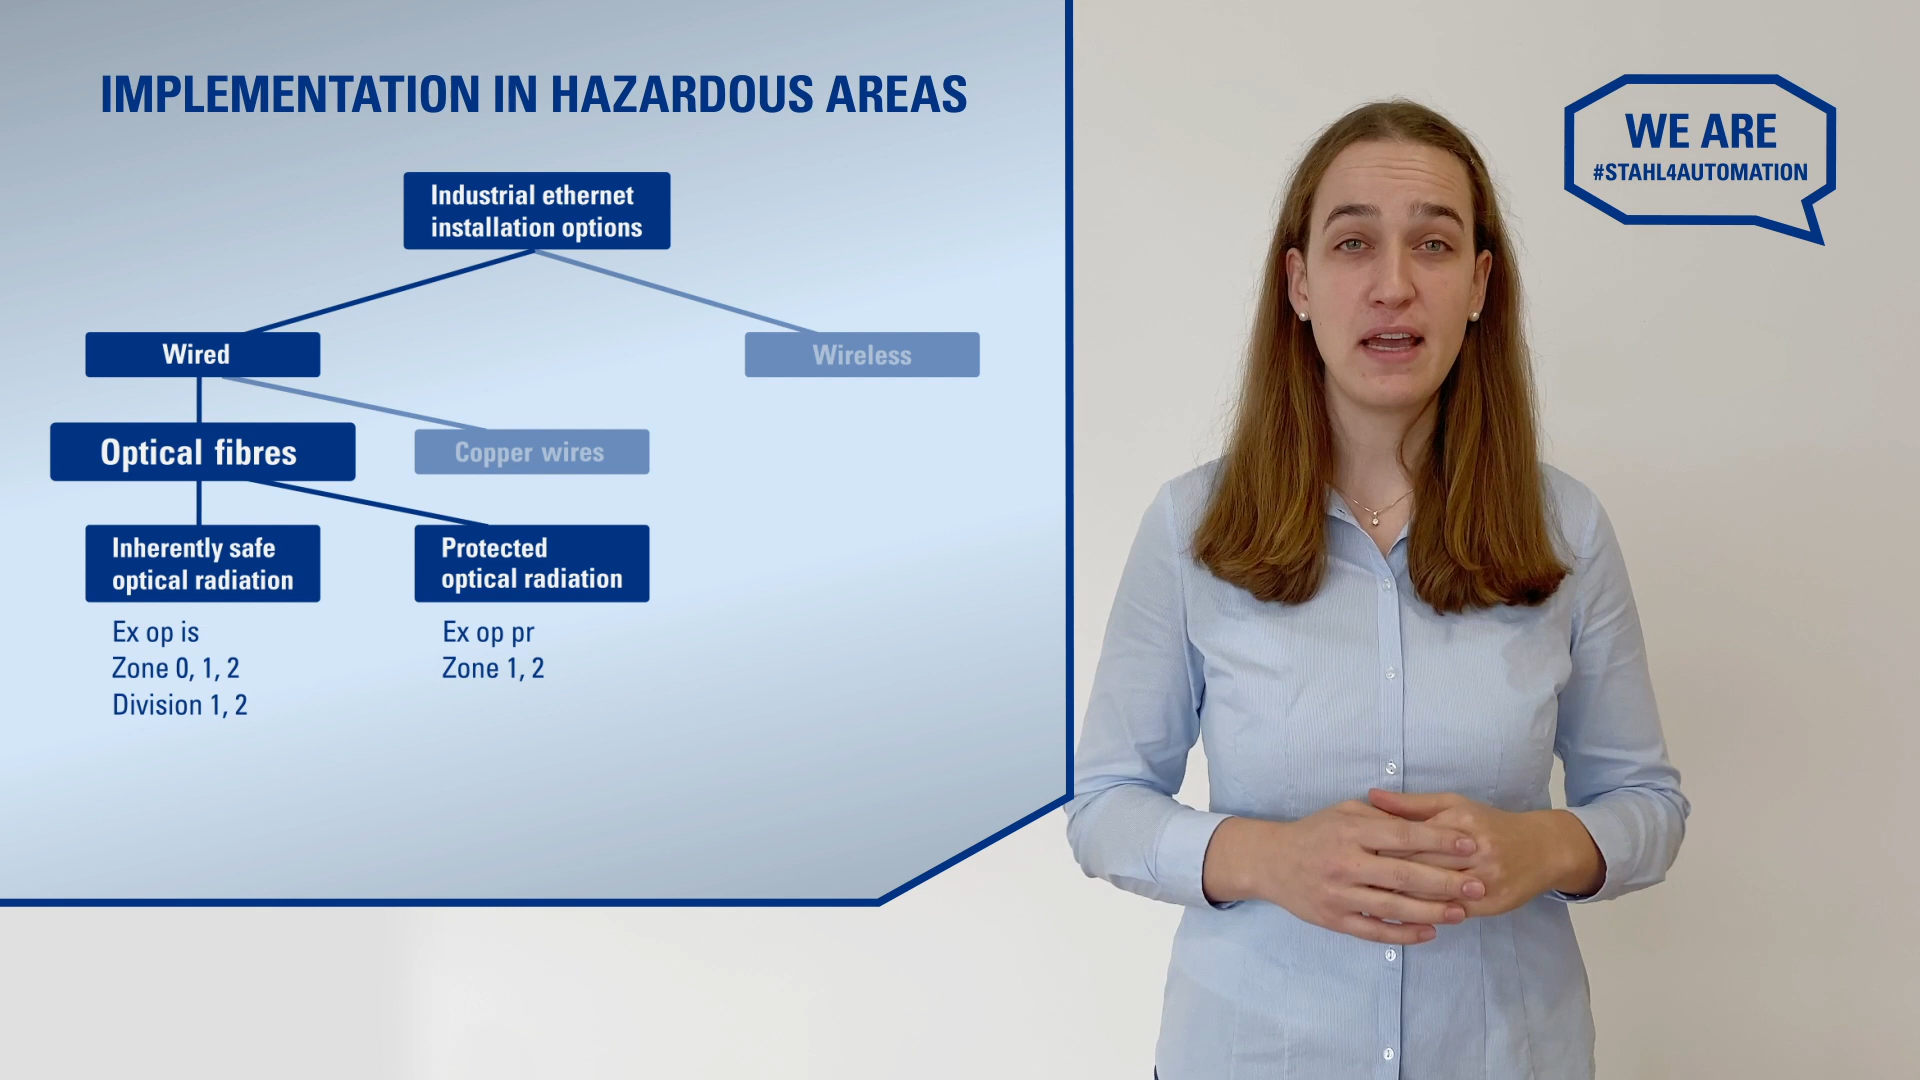 IMPLEMENTATION IN HAZARDOUS AREAS
Industrial ethernet
installation options
Wired
Wireless
Optical fibres
Copper wires
Inherently safe
optical radiation
Protected
optical radiation
Ex op is
Zone 0, 1, 2
Division 1, 2
Ex op pr
Zone 1, 2
WE ARE
#STAHL4AUTOMATION